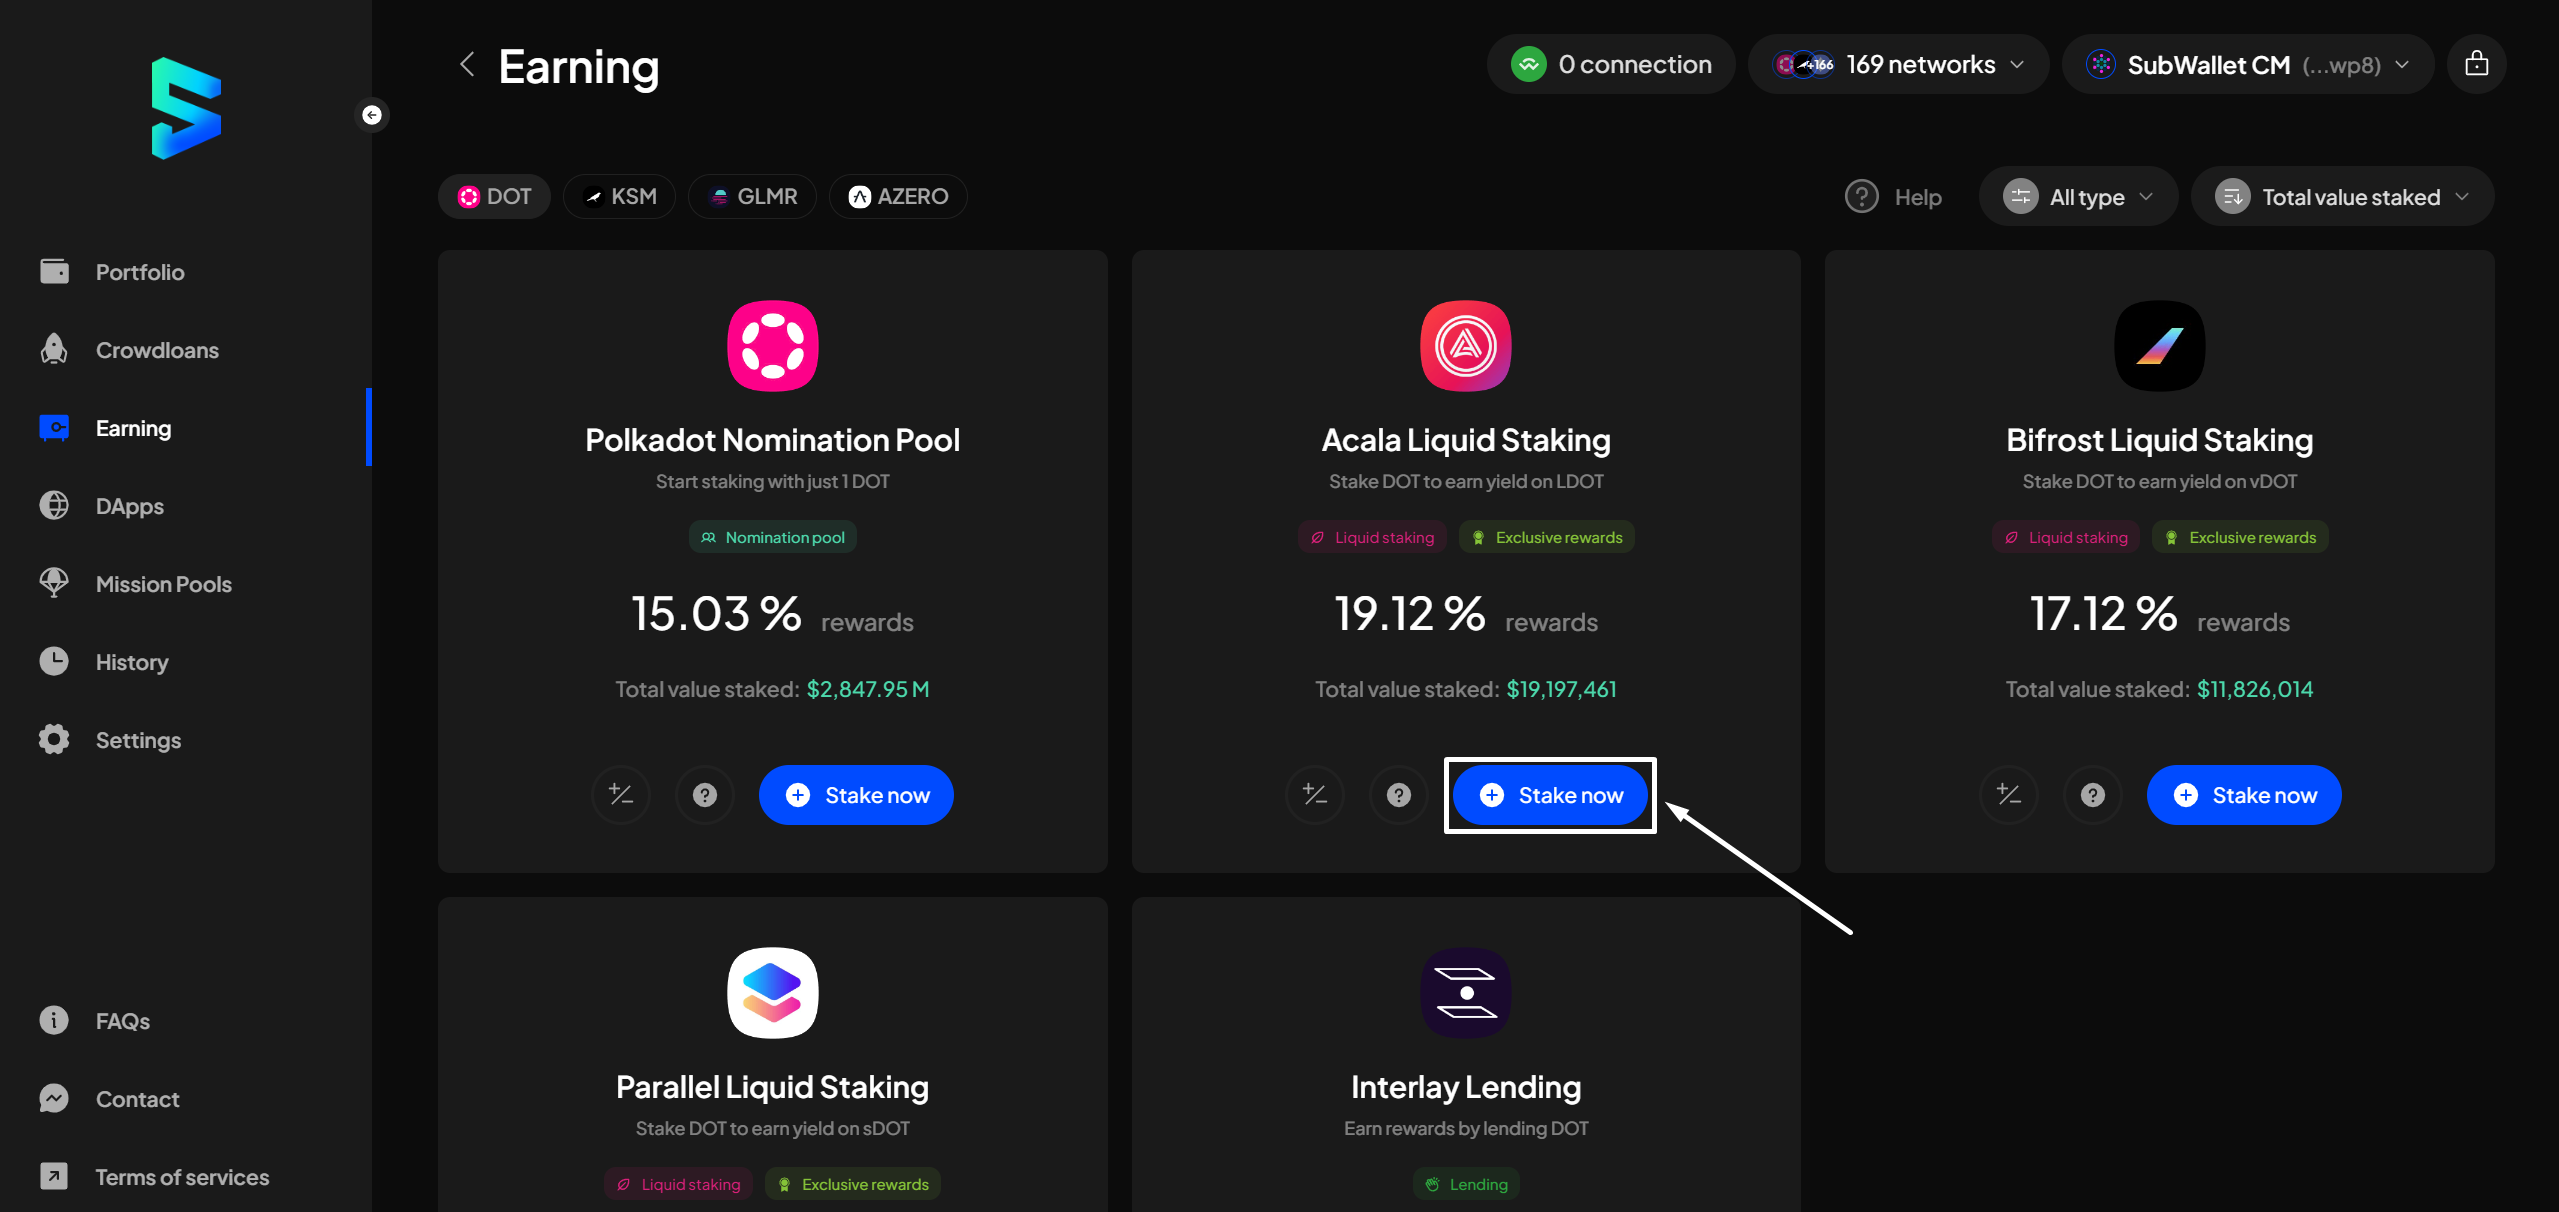 Earning
0 connection
+166 169 networks
SubWallet CM (...wp8)
DOT KSM GLMR AZERO
Help All type Total value staked
Portfolio
Crowdloans
Earning
DApps
Mission Pools
History
Settings
FAQs
Contact
Terms of services
Polkadot Nomination Pool
Start staking with just 1 DOT
Nomination pool
15.03 % rewards
Total value staked: $2,847.95 M
Stake now
Acala Liquid Staking
Stake DOT to earn yield on LDOT
Liquid staking Exclusive rewards
19.12 % rewards
Total value staked: $19,197,461
Stake now
Bifrost Liquid Staking
Stake DOT to earn yield on vDOT
Liquid staking Exclusive rewards
17.12 % rewards
Total value staked: $11,826,014
Stake now
Parallel Liquid Staking
Stake DOT to earn yield on sDOT
Liquid staking Exclusive rewards
Interlay Lending
Earn rewards by lending DOT
Lending